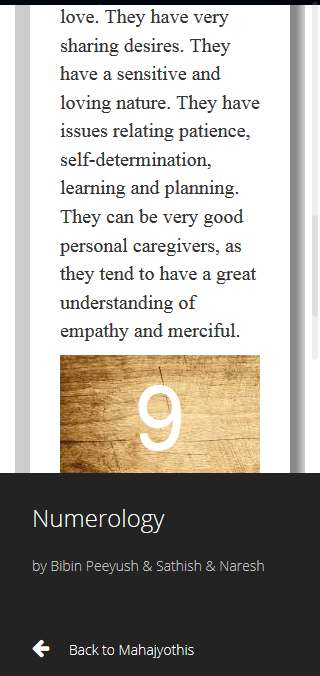 love. They have very
sharing desires. They
have a sensitive and
loving nature. They have
issues relating patience,
self-determination,
learning and planning.
They can be very good
personal caregivers, as
they tend to have a great
understanding of
empathy and merciful.
9
Numerology
by Bibin Peeyush & Sathish & Naresh
Back to Mahajyothis